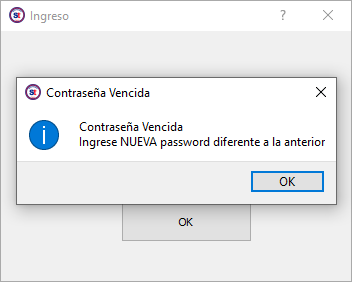 Ingreso
Contraseña Vencida
Contraseña Vencida
Ingrese NUEVA password diferente a la anterior
OK
OK